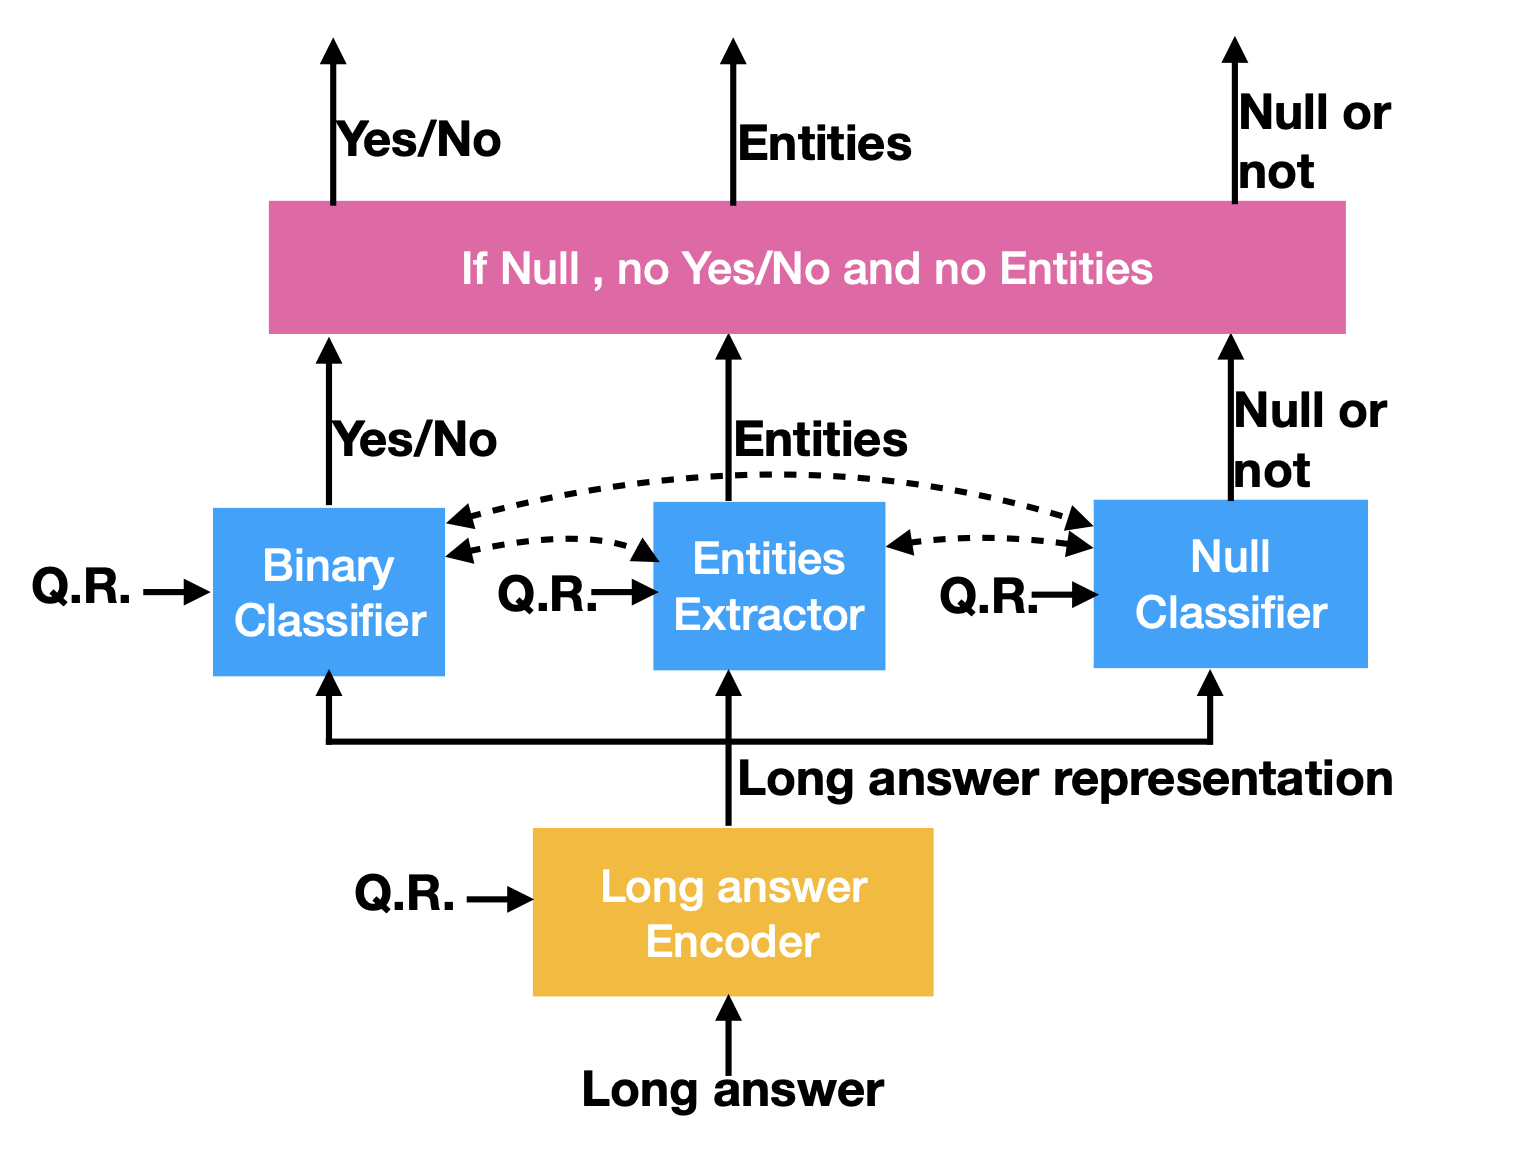 Yes/No
Entities
Null or
not
If Null , no Yes/No and no Entities
Yes/No
Entities
Null or
not
Q.R.
Binary
Classifier
Q.R.
Entities
Extractor
Q.R.
Null
Classifier
Long answer representation
Q.R.
Long answer
Encoder
Long answer